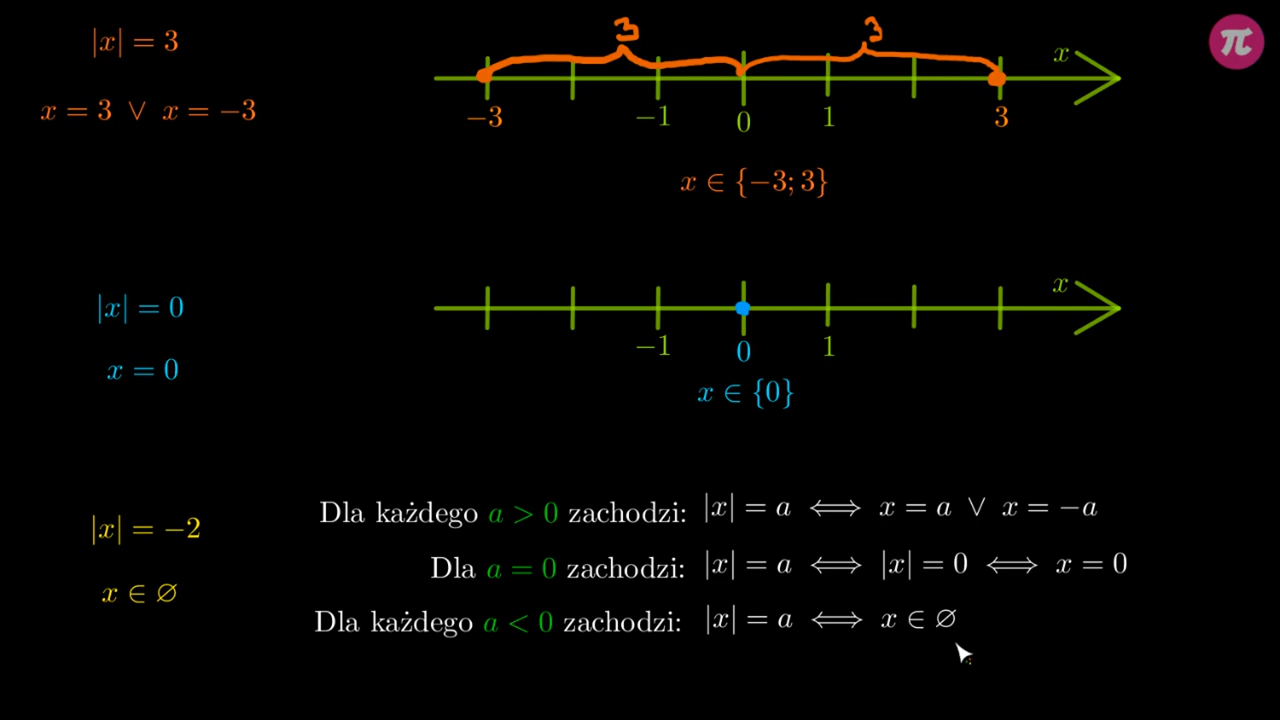 |x| = 3
x = 3 ∨ x = −3
3 3
x
−3 −1 0 1 3
x ∈ {−3; 3}
|x| = 0
x = 0
x
−1 0 1
x ∈ {0}
|x| = −2
x ∈ ∅
Dla każdego a > 0 zachodzi: |x| = a ⟺ x = a ∨ x = −a
Dla a = 0 zachodzi: |x| = a ⟺ |x| = 0 ⟺ x = 0
Dla każdego a < 0 zachodzi: |x| = a ⟺ x ∈ ∅
π